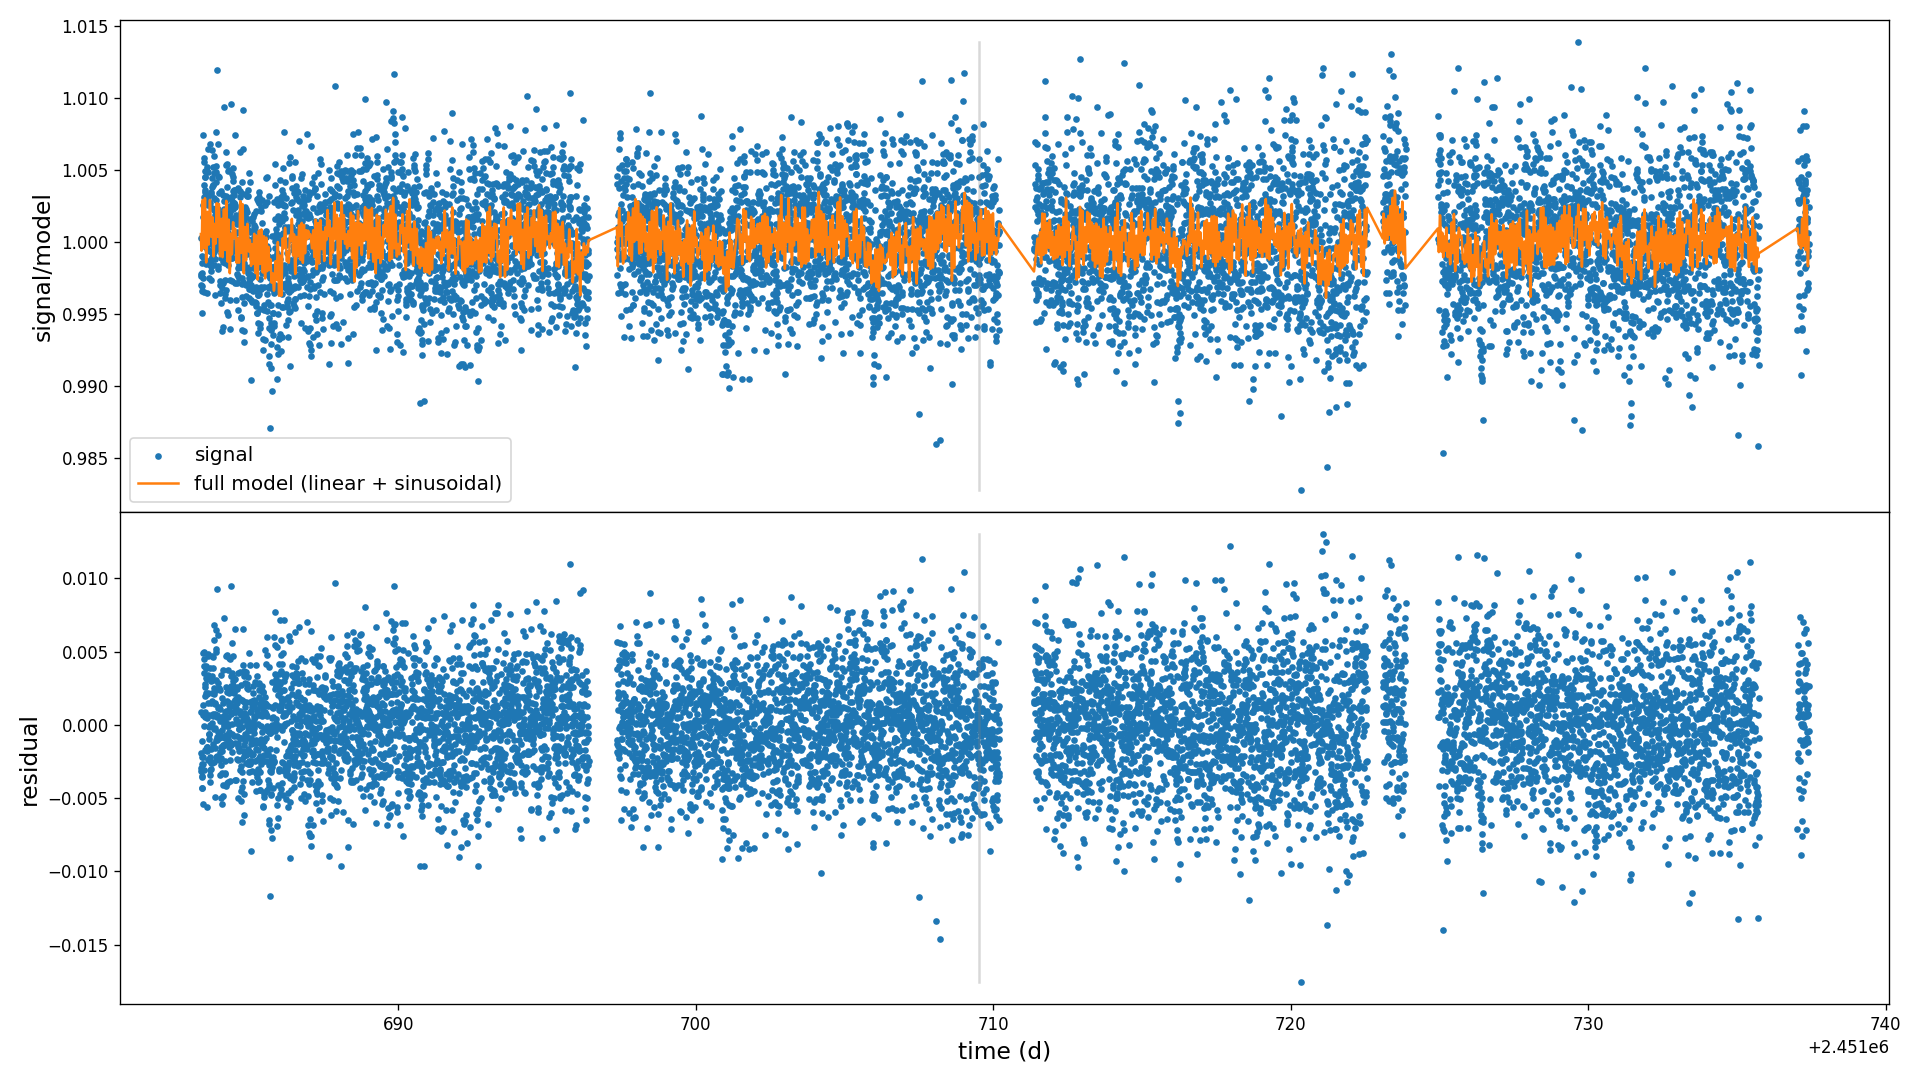 1.015
1.010
1.005
1.000
0.995
0.990
0.985
signal/model
signal
full model (linear + sinusoidal)
0.010
0.005
0.000
−0.005
−0.010
−0.015
residual
690 700 710 720 730 740
time (d)
+2.451e6